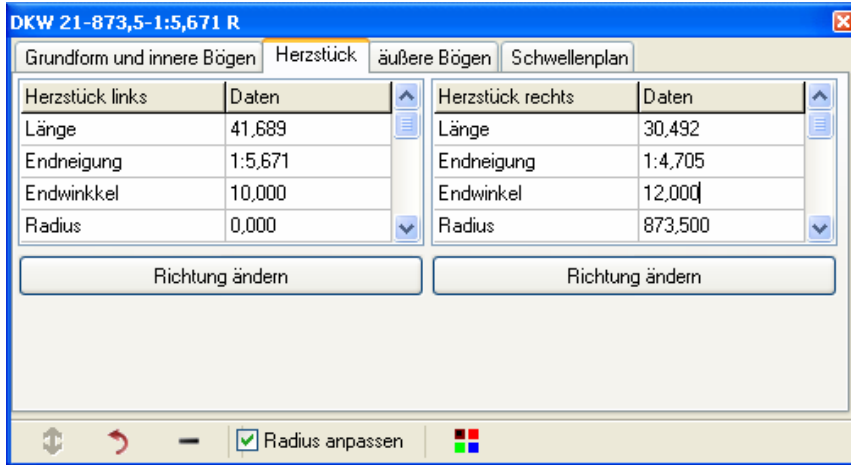 DKW 21-873,5-1:5,671 R
Grundform und innere Bögen Herzstück äußere Bögen Schwellenplan
Herzstück links Daten
Länge 41,689
Endneigung 1:5,671
Endwinkkel 10,000
Radius 0,000
Richtung ändern
Herzstück rechts Daten
Länge 30,492
Endneigung 1:4,705
Endwinkel 12,000
Radius 873,500
Richtung ändern
Radius anpassen